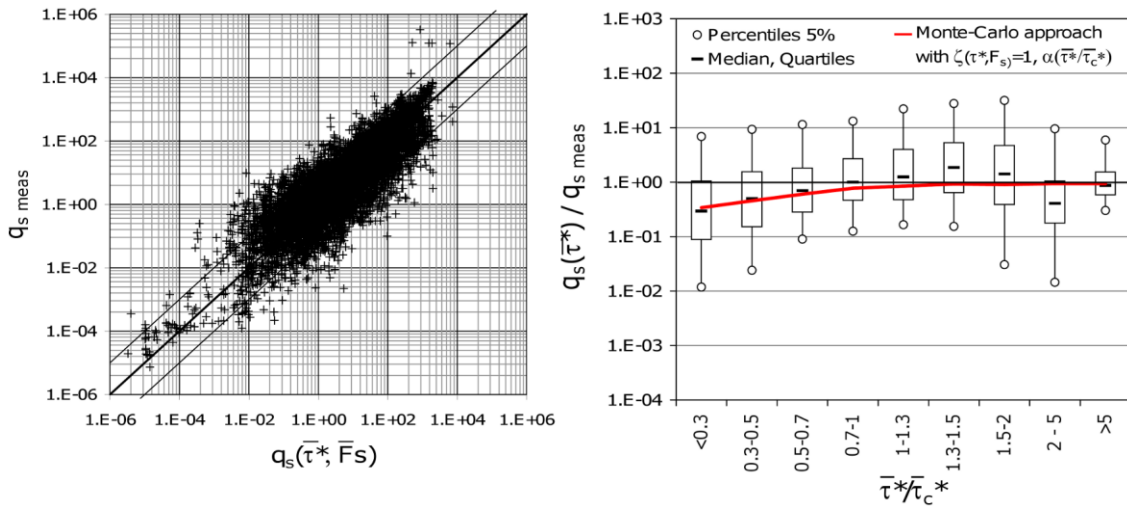 1.E+06
1.E+04
1.E+02
1.E+00
1.E-02
1.E-04
1.E-06
q_s meas
1.E-06 1.E-04 1.E-02 1.E+00 1.E+02 1.E+04 1.E+06
q_s(τ̄*, F̄s)
1.E+03
1.E+02
1.E+01
1.E+00
1.E-01
1.E-02
1.E-03
1.E-04
q_s(τ̄*) / q_s meas
Percentiles 5%
Median, Quartiles
Monte-Carlo approach
with ζ(τ*,F_s)=1, α(τ̄*/τ̄_c*)
<0.3 0.3-0.5 0.5-0.7 0.7-1 1-1.3 1.3-1.5 1.5-2 2 - 5 >5
τ̄*/τ̄_c*